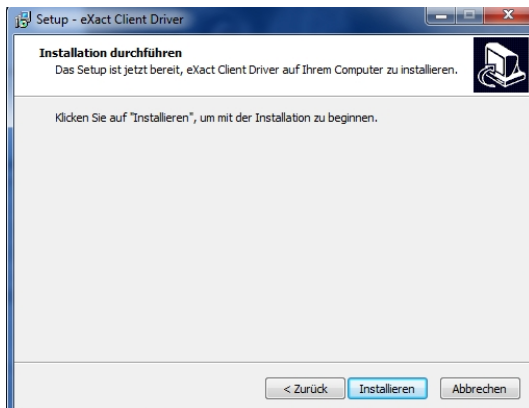 Setup - eXact Client Driver
Installation durchführen
Das Setup ist jetzt bereit, eXact Client Driver auf Ihrem Computer zu installieren.
Klicken Sie auf "Installieren", um mit der Installation zu beginnen.
< Zurück Installieren Abbrechen